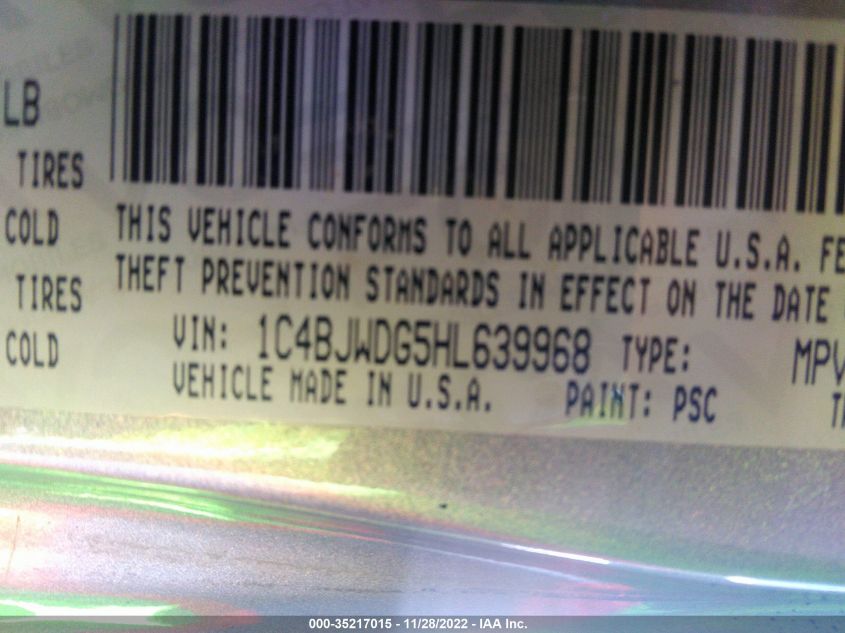 LB
TIRES
COLD
TIRES
COLD
THIS VEHICLE CONFORMS TO ALL APPLICABLE U.S.A. FE
THEFT PREVENTION STANDARDS IN EFFECT ON THE DATE
VIN: 1C4BJWDG5HL639968 TYPE: MPV
VEHICLE MADE IN U.S.A. PAINT: PSC
000-35217015 - 11/28/2022 - IAA Inc.